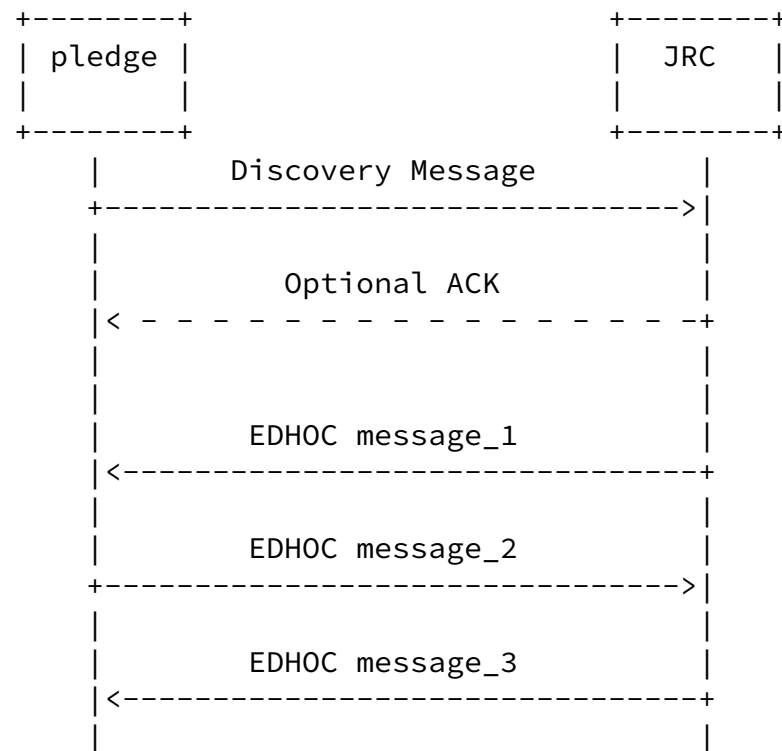 pledge JRC
Discovery Message
Optional ACK
EDHOC message_1
EDHOC message_2
EDHOC message_3